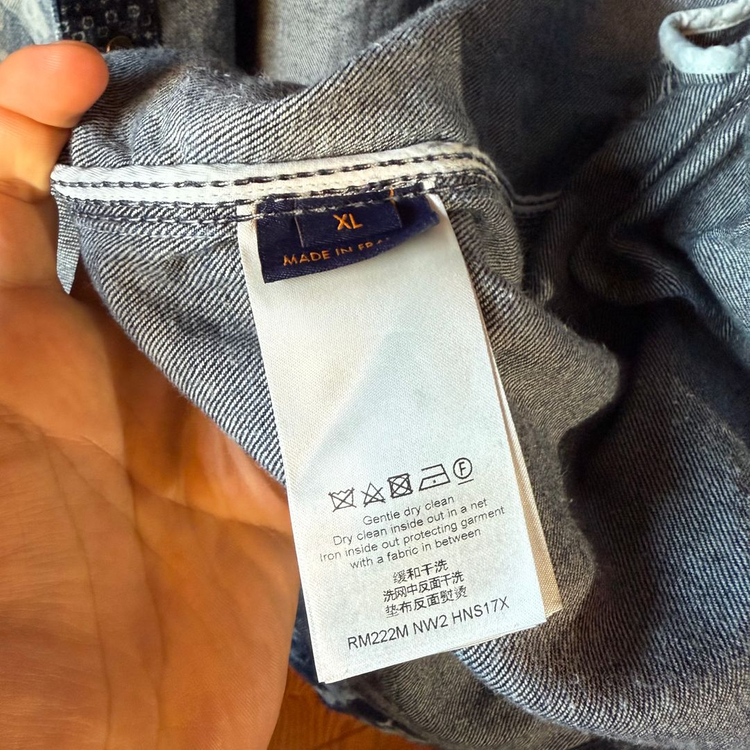 XL
MADE IN
F
Gentle dry clean
Dry clean inside out in a net
Iron inside out protecting garment
with a fabric in between
缓和干洗
洗网中反面干洗
垫布反面熨烫
RM222M NW2 HNS17X